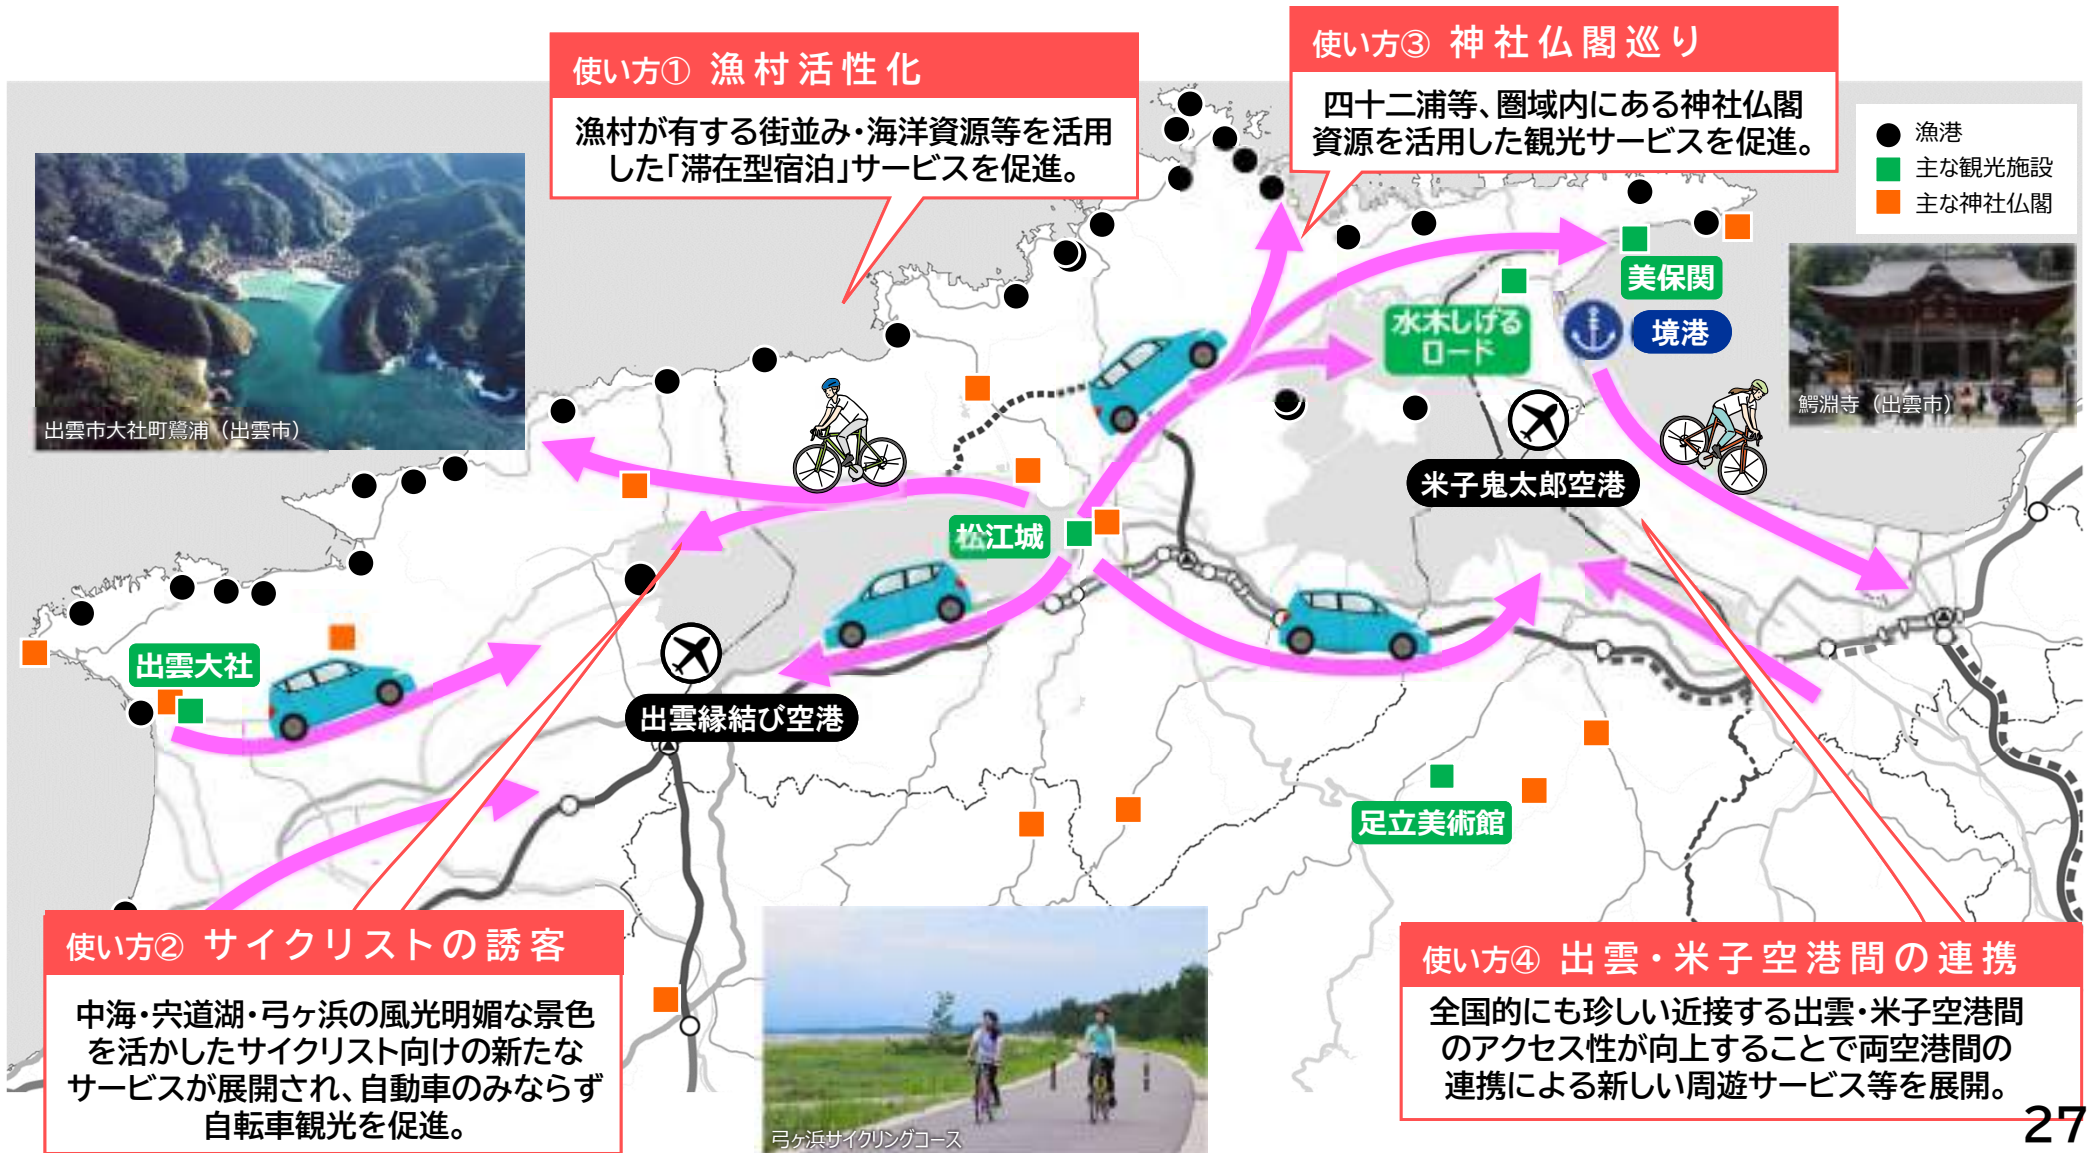 使い方① 漁村活性化
漁村が有する街並み・海洋資源等を活用
した「滞在型宿泊」サービスを促進。
使い方③ 神社仏閣巡り
四十二浦等、圏域内にある神社仏閣
資源を活用した観光サービスを促進。
漁港
主な観光施設
主な神社仏閣
出雲市大社町鷺浦（出雲市）
美保関
水木しげる
ロード
境港
鰐淵寺（出雲市）
米子鬼太郎空港
松江城
出雲大社
出雲縁結び空港
足立美術館
使い方② サイクリストの誘客
中海・宍道湖・弓ヶ浜の風光明媚な景色
を活かしたサイクリスト向けの新たな
サービスが展開され、自動車のみならず
自転車観光を促進。
弓ヶ浜サイクリングコース
使い方④ 出雲・米子空港間の連携
全国的にも珍しい近接する出雲・米子空港間
のアクセス性が向上することで両空港間の
連携による新しい周遊サービス等を展開。
27